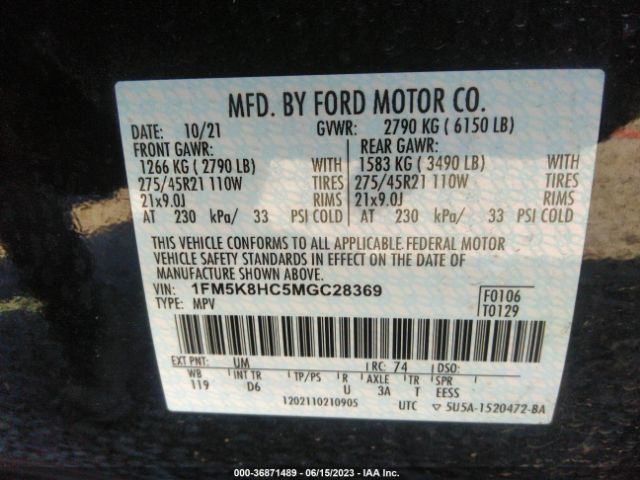 MFD. BY FORD MOTOR CO.
DATE: 10/21 GVWR: 2790 KG ( 6150 LB)
FRONT GAWR: REAR GAWR:
1266 KG ( 2790 LB) WITH 1583 KG ( 3490 LB) WITH
275/45R21 110W TIRES 275/45R21 110W TIRES
21x9.0J RIMS 21x9.0J RIMS
AT 230 kPa/ 33 PSI COLD AT 230 kPa/ 33 PSI COLD
THIS VEHICLE CONFORMS TO ALL APPLICABLE FEDERAL MOTOR
VEHICLE SAFETY STANDARDS IN EFFECT ON THE DATE OF
MANUFACTURE SHOWN ABOVE.
VIN: 1FM5K8HC5MGC28369 F0106
TYPE: MPV T0129
EXT PNT: UM RC: 74 DSO:
WB INT TR TP/PS R AXLE TR SPR
119 D6 U 3A T EESS
1202110210905 UTC ▽ 5U5A-1520472-BA
000-36871489 - 06/15/2023 - IAA Inc.